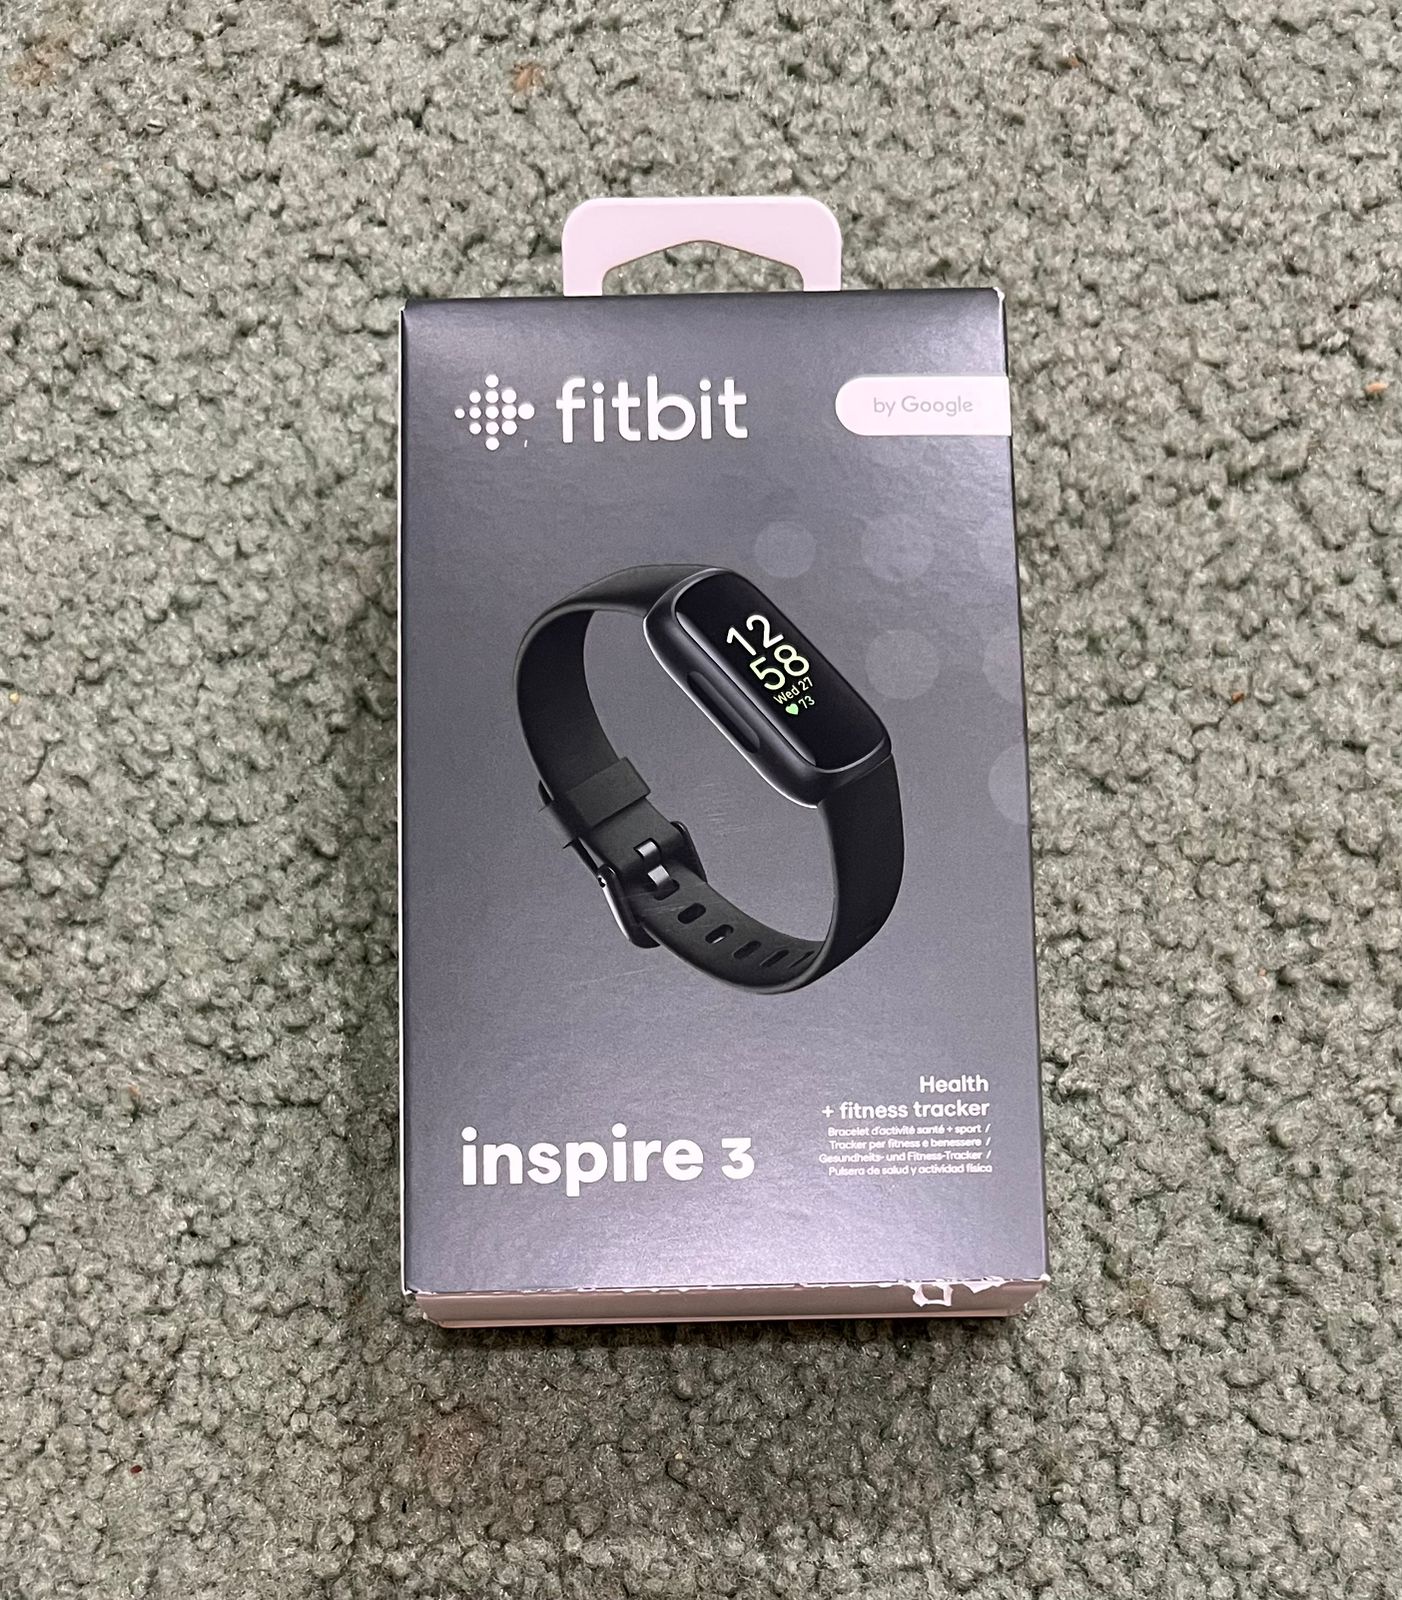 fitbit
by Google
12
58
Wed 27
73
inspire 3
Health
+ fitness tracker
Bracelet d'activité santé + sport /
Tracker per fitness e benessere /
Gesundheits- und Fitness-Tracker /
Pulsera de salud y actividad física